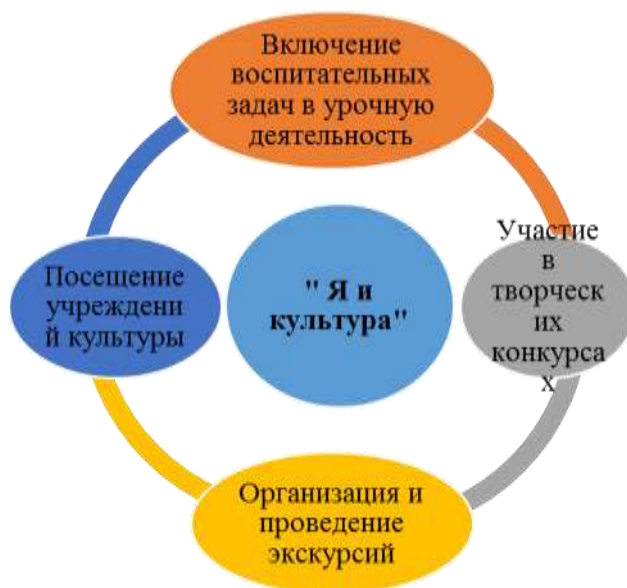 Включение
воспитательных
задач в урочную
деятельность
Участие
в
творческ
их
конкурса
х
" Я и
культура"
Посещение
учреждени
й культуры
Организация и
проведение
экскурсий